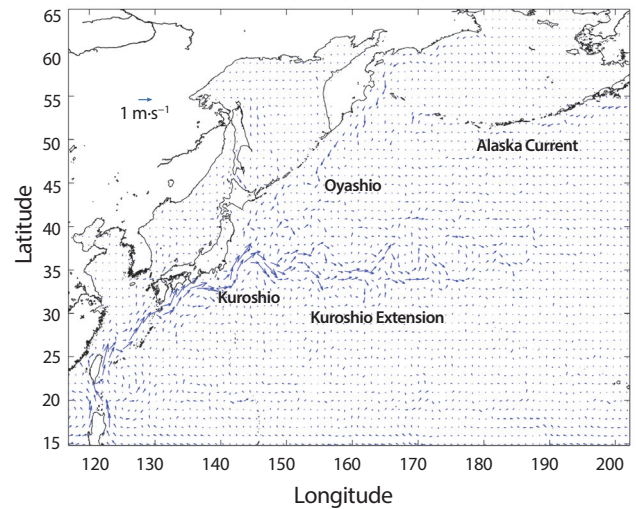 65
60
55
50
45
40
35
30
25
20
15
Latitude
1 m·s⁻¹
Alaska Current
Oyashio
Kuroshio
Kuroshio Extension
120 130 140 150 160 170 180 190 200
Longitude